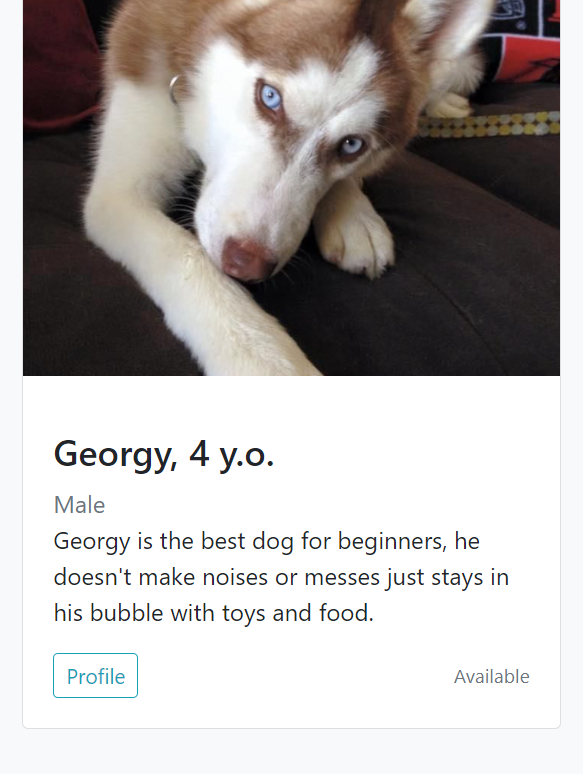 Georgy, 4 y.o.
Male
Georgy is the best dog for beginners, he
doesn't make noises or messes just stays in
his bubble with toys and food.
Profile
Available